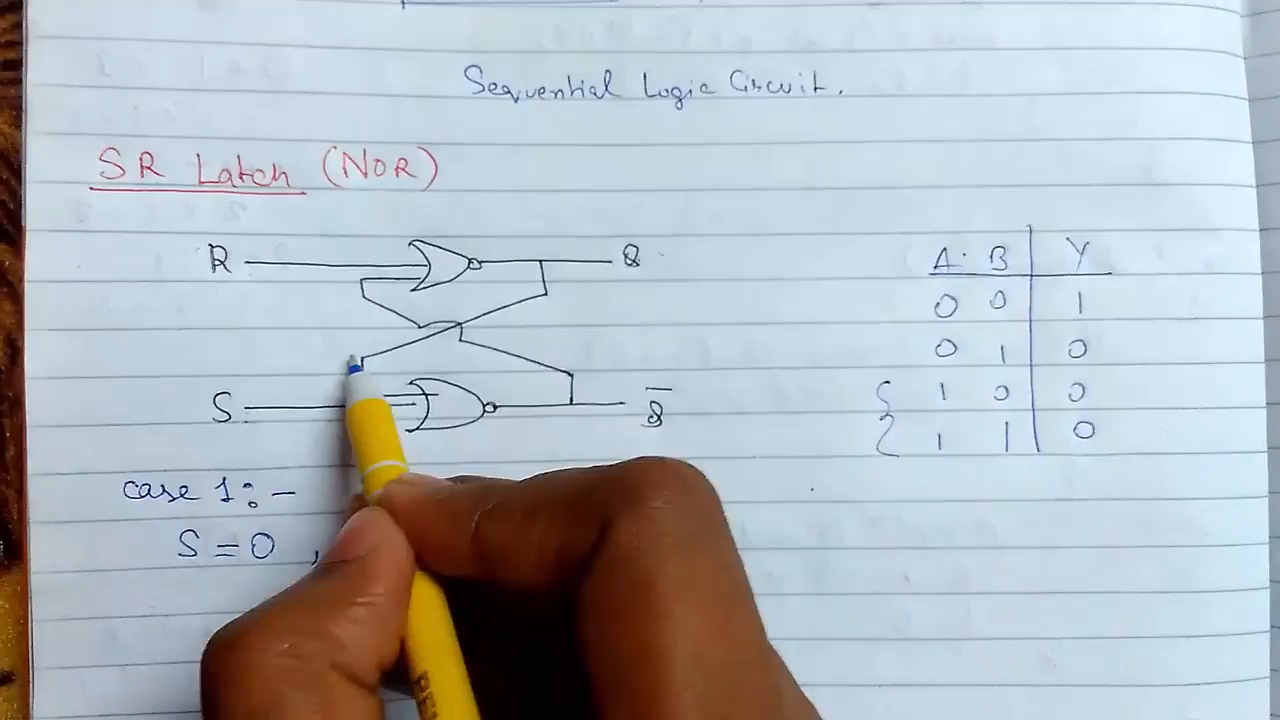 Sequential Logic Circuit.
SR Latch (NOR)
R Q
S Q̅
A. B Y
0 0 1
0 1 0
1 0 0
1 1 0
case 1:-
S = 0 ,